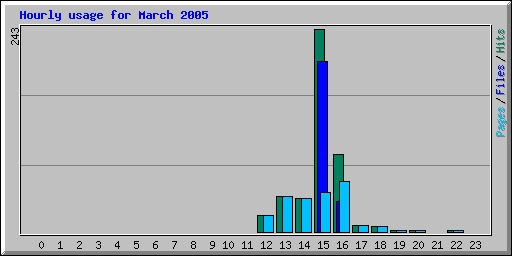 Hourly usage for March 2005
243
Pages/Files/Hits
0 1 2 3 4 5 6 7 8 9 10 11 12 13 14 15 16 17 18 19 20 21 22 23